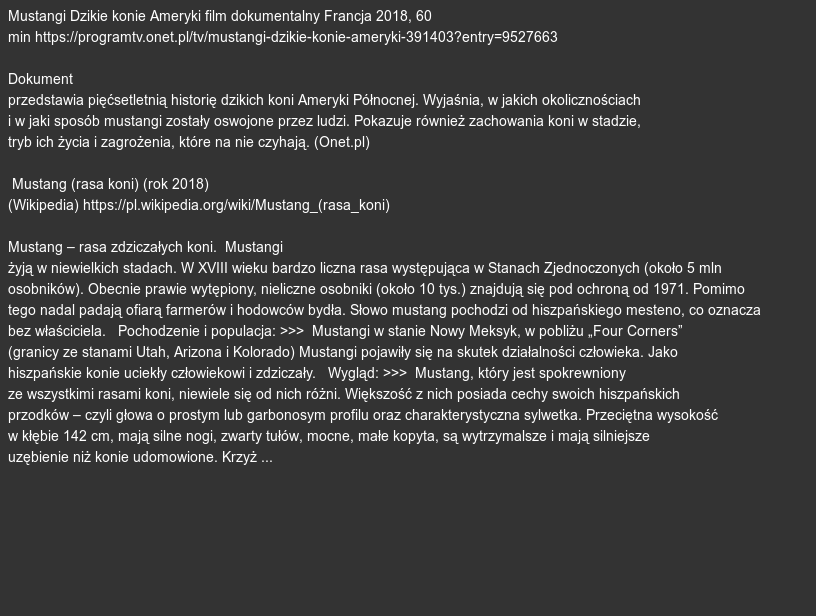 Mustangi Dzikie konie Ameryki film dokumentalny Francja 2018, 60
min https://programtv.onet.pl/tv/mustangi-dzikie-konie-ameryki-391403?entry=9527663
Dokument
przedstawia pięćsetletnią historię dzikich koni Ameryki Północnej. Wyjaśnia, w jakich okolicznościach
i w jaki sposób mustangi zostały oswojone przez ludzi. Pokazuje również zachowania koni w stadzie,
tryb ich życia i zagrożenia, które na nie czyhają. (Onet.pl)
Mustang (rasa koni) (rok 2018)
(Wikipedia) https://pl.wikipedia.org/wiki/Mustang_(rasa_koni)
Mustang – rasa zdziczałych koni.  Mustangi
żyją w niewielkich stadach. W XVIII wieku bardzo liczna rasa występująca w Stanach Zjednoczonych (około 5 mln
osobników). Obecnie prawie wytępiony, nieliczne osobniki (około 10 tys.) znajdują się pod ochroną od 1971. Pomimo
tego nadal padają ofiarą farmerów i hodowców bydła. Słowo mustang pochodzi od hiszpańskiego mesteno, co oznacza
bez właściciela.   Pochodzenie i populacja: >>>  Mustangi w stanie Nowy Meksyk, w pobliżu „Four Corners”
(granicy ze stanami Utah, Arizona i Kolorado) Mustangi pojawiły się na skutek działalności człowieka. Jako
hiszpańskie konie uciekły człowiekowi i zdziczały.   Wygląd: >>>  Mustang, który jest spokrewniony
ze wszystkimi rasami koni, niewiele się od nich różni. Większość z nich posiada cechy swoich hiszpańskich
przodków – czyli głowa o prostym lub garbonosym profilu oraz charakterystyczna sylwetka. Przeciętna wysokość
w kłębie 142 cm, mają silne nogi, zwarty tułów, mocne, małe kopyta, są wytrzymalsze i mają silniejsze
uzębienie niż konie udomowione. Krzyż ...